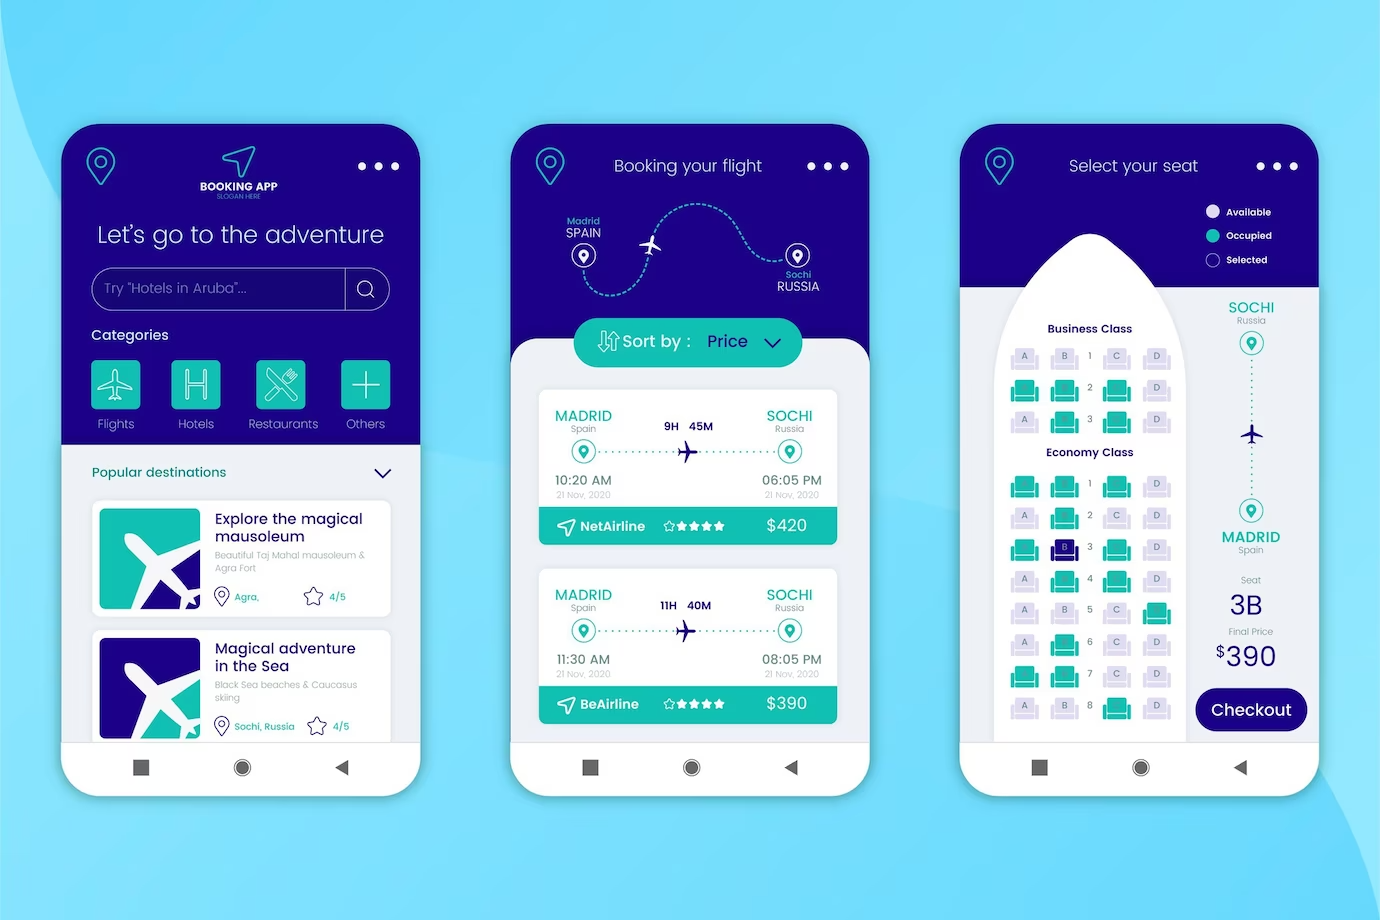 BOOKING APP
SLOGAN HERE
Let's go to the adventure
Try "Hotels in Aruba"...
Categories
Flights
Hotels
Restaurants
Others
Popular destinations
Explore the magical
mausoleum
Beautiful Taj Mahal mausoleum &
Agra Fort
Agra,
4/5
Magical adventure
in the Sea
Black Sea beaches & Caucasus
skiing
Sochi, Russia
4/5
Booking your flight
Madrid
SPAIN
Sochi
RUSSIA
Sort by : Price
MADRID
Spain
9H 45M
SOCHI
Russia
10:20 AM
21 Nov, 2020
06:05 PM
21 Nov, 2020
NetAirline
$420
MADRID
Spain
11H 40M
SOCHI
Russia
11:30 AM
21 Nov, 2020
08:05 PM
21 Nov, 2020
BeAirline
$390
Select your seat
Available
Occupied
Selected
Business Class
A B 1 C D
2 D
A 3 D
Economy Class
1 D
A 2 C D
B 3 D
A 4 D
A B 5 C
A 6 C D
7 C D
A B 8 D
SOCHI
Russia
MADRID
Spain
Seat
3B
Final Price
$390
Checkout